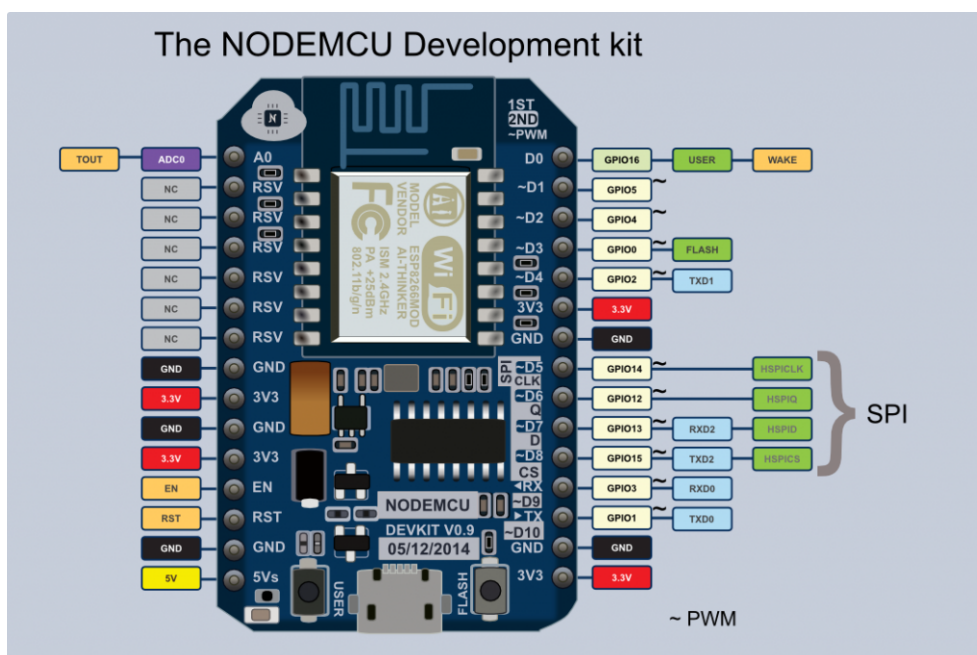 The NODEMCU Development kit
1ST
2ND
~PWM
TOUT ADC0 A0 D0 GPIO16 USER WAKE
NC RSV ~D1 GPIO5 ~
NC RSV ~D2 GPIO4 ~
NC RSV ~D3 GPIO0 ~ FLASH
NC RSV ~D4 GPIO2 ~ TXD1
NC RSV 3V3 3.3V
NC RSV GND GND
GND GND ~D5 GPIO14 ~ HSPICLK
SPI CLK
3.3V 3V3 ~D6 GPIO12 ~ HSPIQ
Q
GND GND ~D7 GPIO13 ~ RXD2 HSPID
D
3.3V 3V3 ~D8 GPIO15 ~ TXD2 HSPICS
CS
SPI
EN EN ◄RX GPIO3 ~ RXD0
~D9
RST RST ►TX GPIO1 ~ TXD0
~D10
GND GND GND GND
5V 5Vs 3V3 3.3V
MODEL
VENDOR
ESP8266MOD
AI-THINKER
ISM 2.4GHz
PA +25dBm
802.11b/g/n
FC
Ai
Wi Fi
N
NODEMCU
DEVKIT V0.9
05/12/2014
USER
FLASH
~ PWM